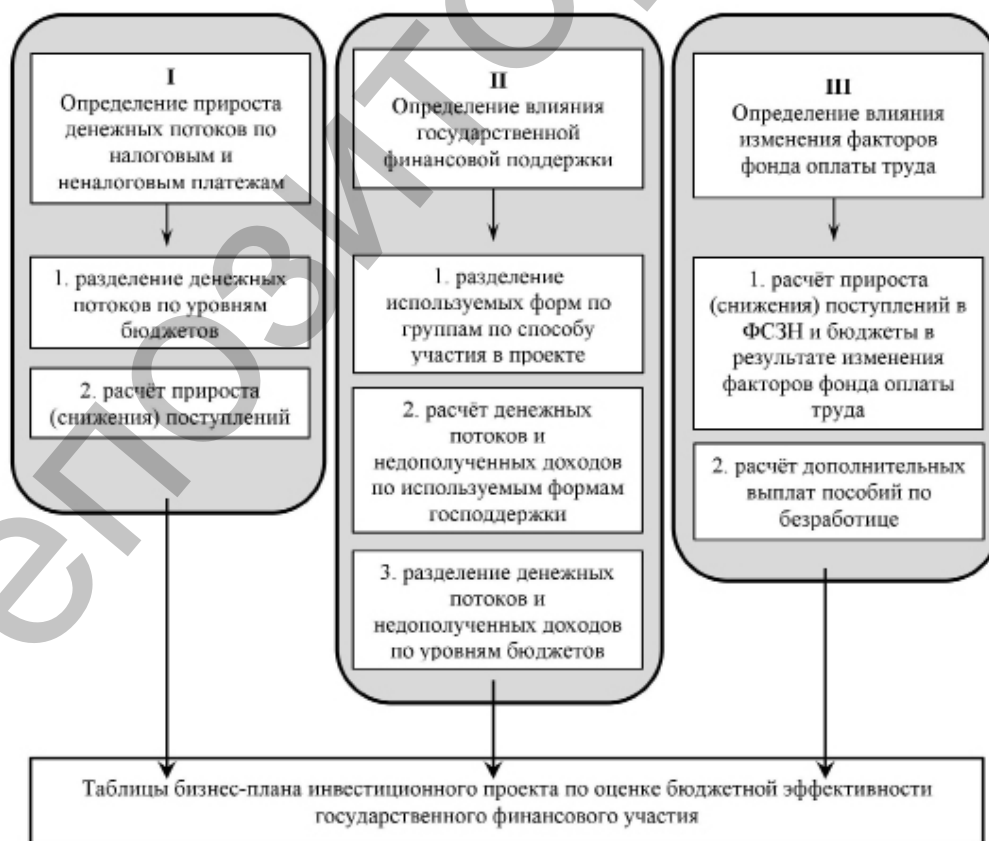 I
Определение прироста
денежных потоков по
налоговым и
неналоговым платежам
1. разделение денежных
потоков по уровням
бюджетов
2. расчёт прироста
(снижения) поступлений
II
Определение влияния
государственной
финансовой поддержки
1. разделение
используемых форм по
группам по способу
участия в проекте
2. расчёт денежных
потоков и
недополученных доходов
по используемым формам
господдержки
3. разделение денежных
потоков и
недополученных доходов
по уровням бюджетов
III
Определение влияния
изменения факторов
фонда оплаты труда
1. расчёт прироста
(снижения) поступлений в
ФСЗН и бюджеты в
результате изменения
факторов фонда оплаты
труда
2. расчёт дополнительных
выплат пособий по
безработице
Таблицы бизнес-плана инвестиционного проекта по оценке бюджетной эффективности
государственного финансового участия